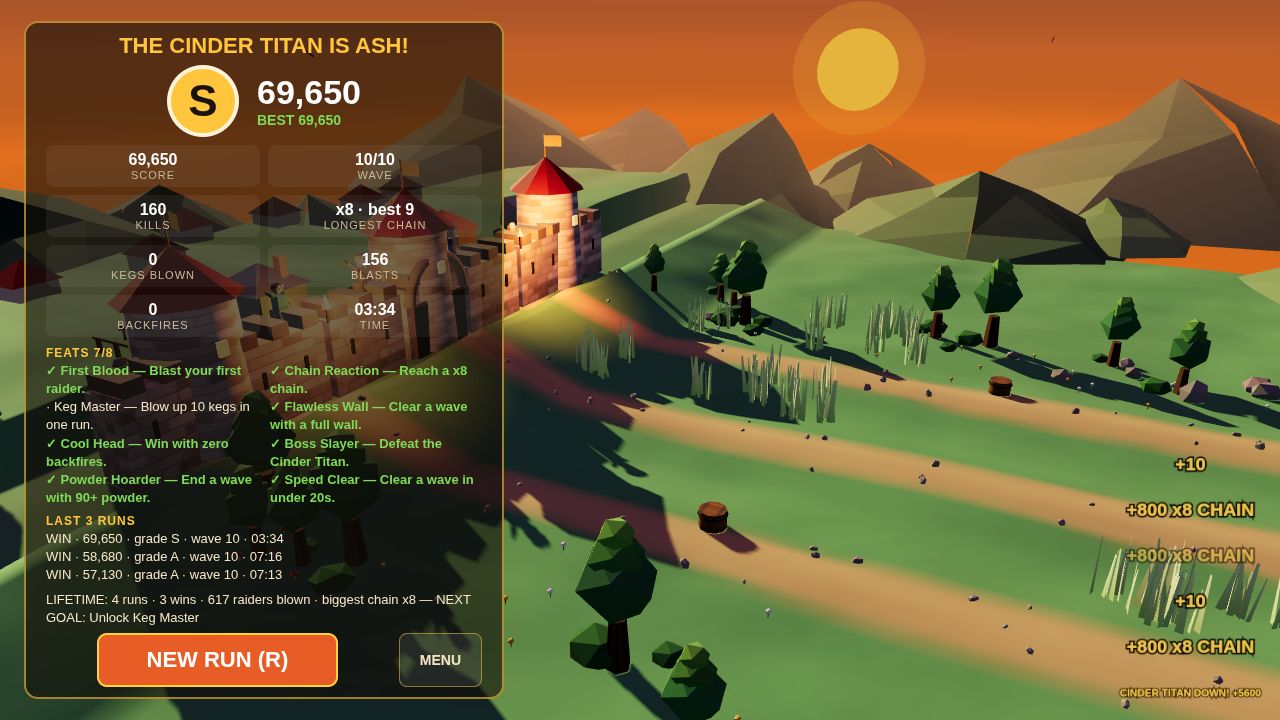 THE CINDER TITAN IS ASH!
S
69,650
BEST 69,650
69,650
SCORE
10/10
WAVE
160
KILLS
x8 · best 9
LONGEST CHAIN
0
KEGS BLOWN
156
BLASTS
0
BACKFIRES
03:34
TIME
FEATS 7/8
✓ First Blood — Blast your first
raider.
· Keg Master — Blow up 10 kegs in
one run.
✓ Cool Head — Win with zero
backfires.
✓ Powder Hoarder — End a wave
with 90+ powder.
✓ Chain Reaction — Reach a x8
chain.
✓ Flawless Wall — Clear a wave
with a full wall.
✓ Boss Slayer — Defeat the
Cinder Titan.
✓ Speed Clear — Clear a wave in
under 20s.
LAST 3 RUNS
WIN · 69,650 · grade S · wave 10 · 03:34
WIN · 58,680 · grade A · wave 10 · 07:16
WIN · 57,130 · grade A · wave 10 · 07:13
LIFETIME: 4 runs · 3 wins · 617 raiders blown · biggest chain x8 — NEXT
GOAL: Unlock Keg Master
NEW RUN (R)
MENU
+10
+800 x8 CHAIN
+800 x8 CHAIN
+10
+800 x8 CHAIN
CINDER TITAN DOWN! +5600